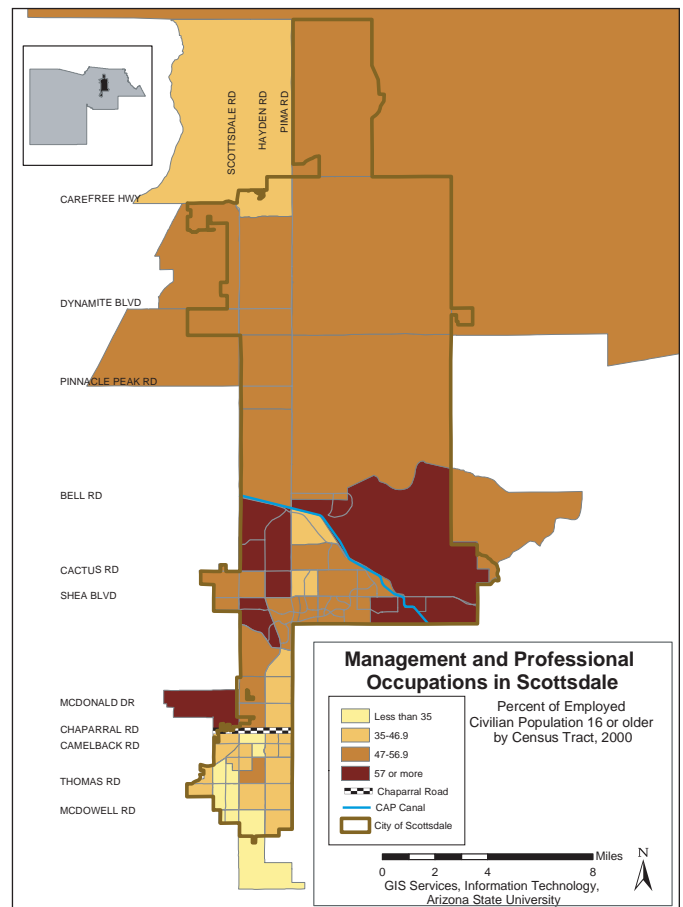 SCOTTSDALE RD
HAYDEN RD
PIMA RD
CAREFREE HWY
DYNAMITE BLVD
PINNACLE PEAK RD
BELL RD
CACTUS RD
SHEA BLVD
MCDONALD DR
CHAPARRAL RD
CAMELBACK RD
THOMAS RD
MCDOWELL RD
Management and Professional
Occupations in Scottsdale
Percent of Employed
Civilian Population 16 or older
by Census Tract, 2000
Less than 35
35-46.9
47-56.9
57 or more
Chaparral Road
CAP Canal
City of Scottsdale
Miles
0 2 4 8
N
GIS Services, Information Technology,
Arizona State University